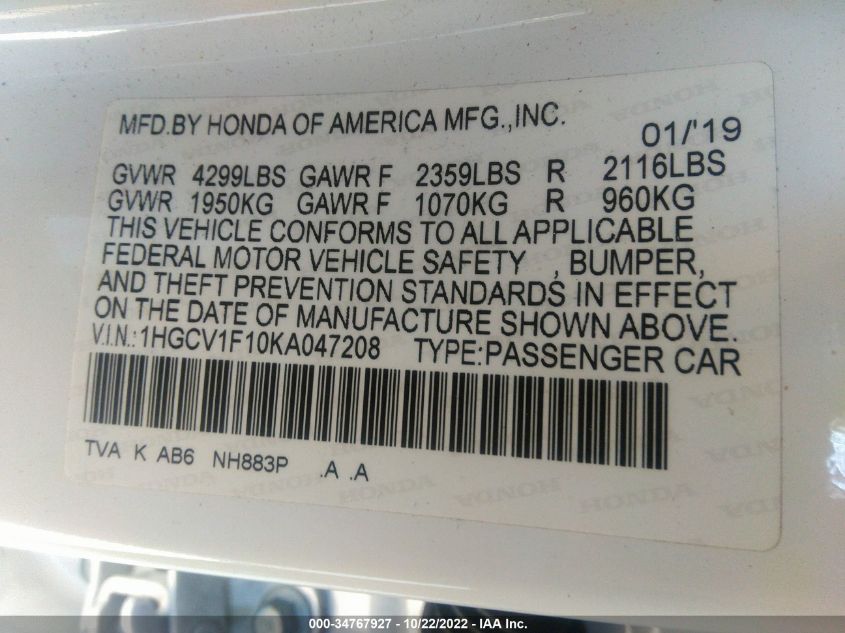 MFD.BY HONDA OF AMERICA MFG.,INC.
01/'19
GVWR 4299LBS GAWR F 2359LBS R 2116LBS
GVWR 1950KG GAWR F 1070KG R 960KG
THIS VEHICLE CONFORMS TO ALL APPLICABLE
FEDERAL MOTOR VEHICLE SAFETY , BUMPER,
AND THEFT PREVENTION STANDARDS IN EFFECT
ON THE DATE OF MANUFACTURE SHOWN ABOVE.
V.I.N.:1HGCV1F10KA047208 TYPE:PASSENGER CAR
TVA K AB6 NH883P .A .A
000-34767927 - 10/22/2022 - IAA Inc.